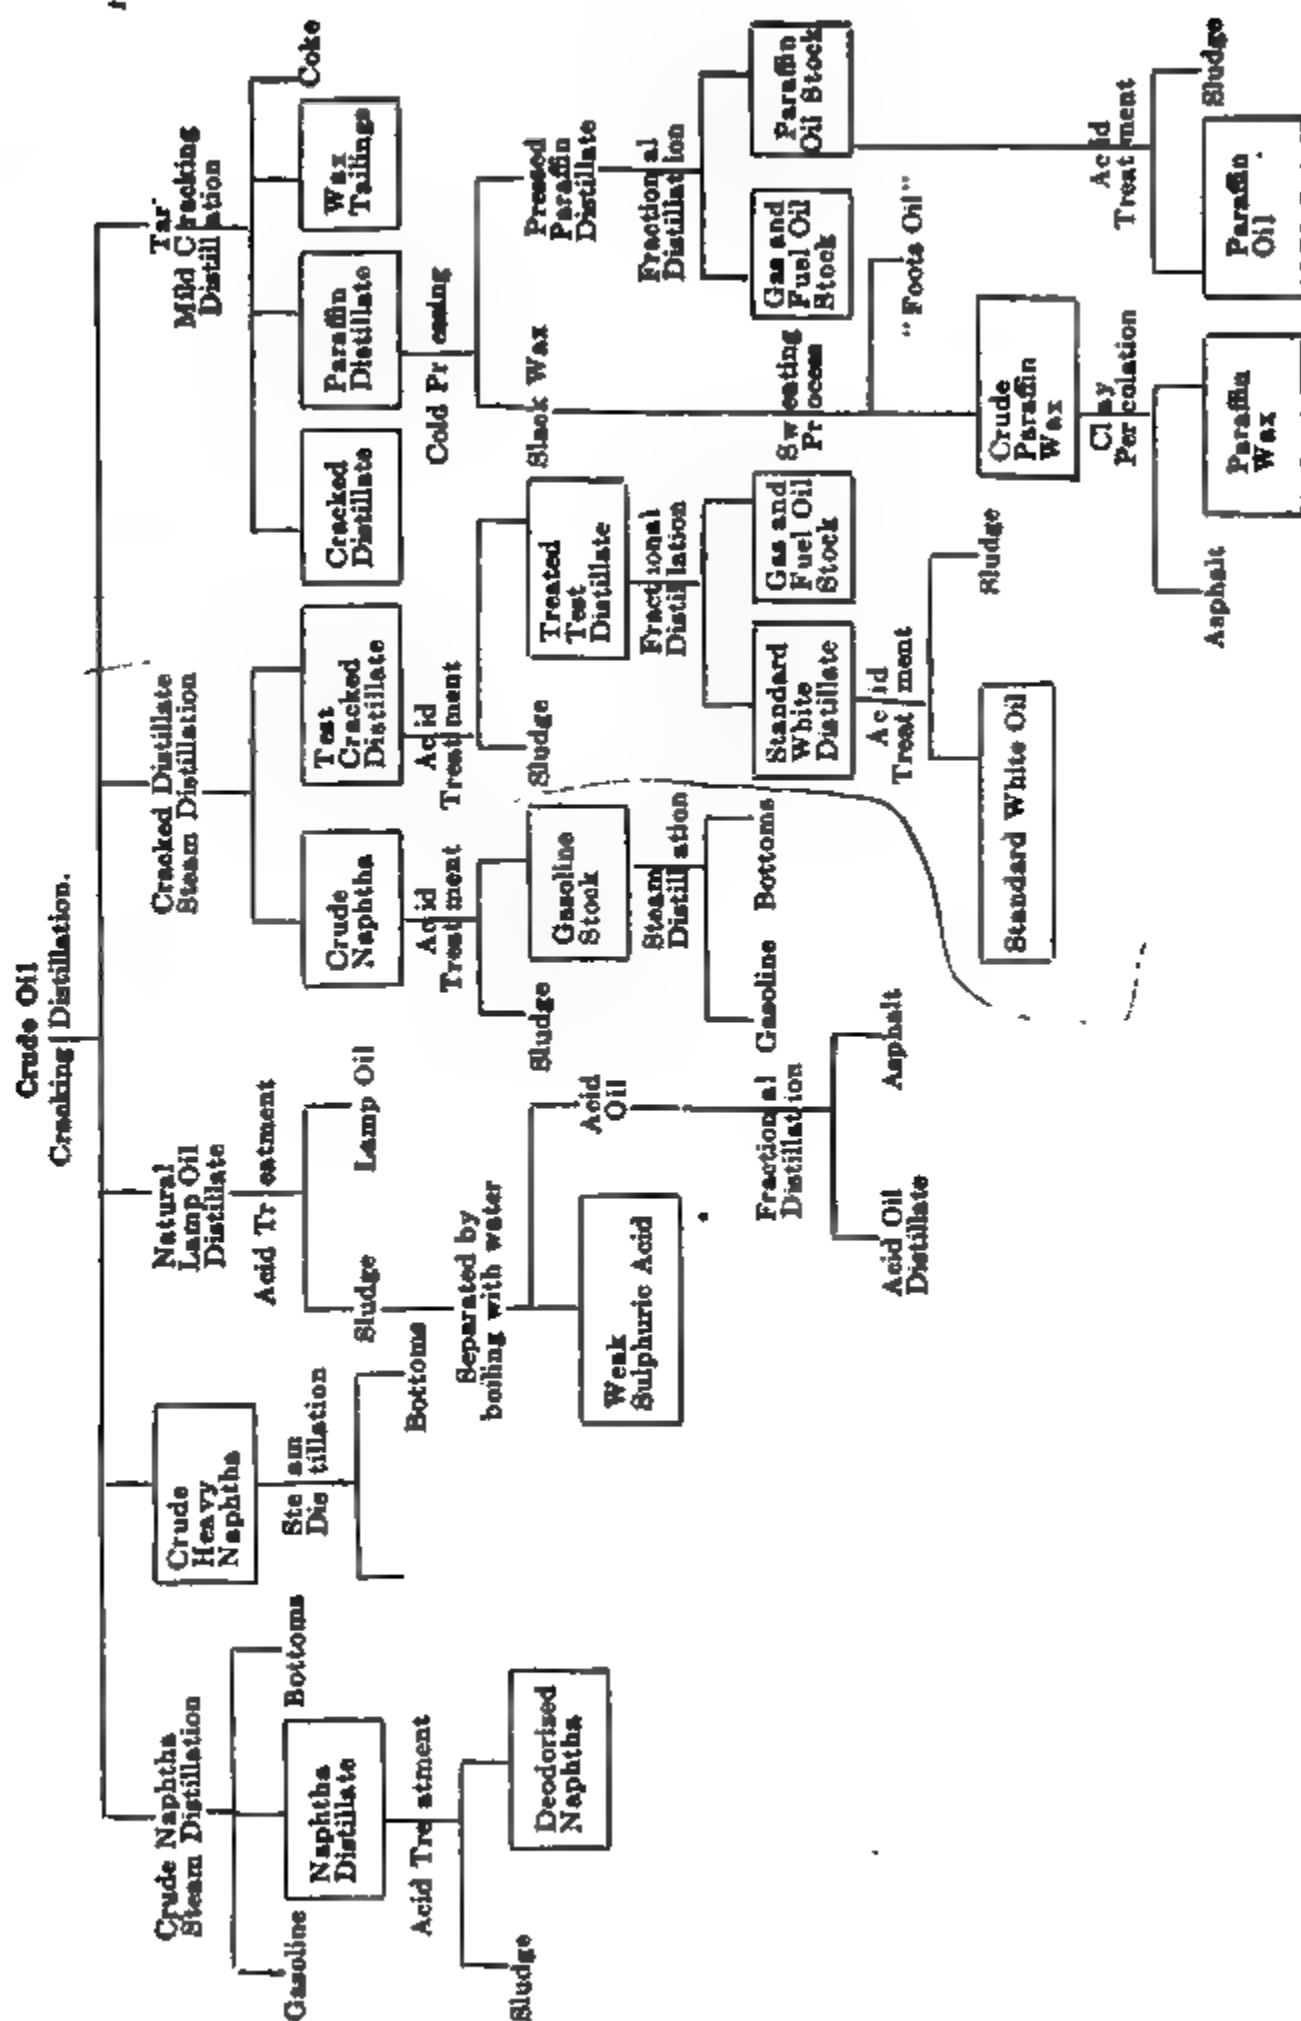 Crude Oil
Cracking Distillation.
Crude Naphtha
Steam Distillation
Gasoline
Naphtha
Distillate
Bottoms
Acid Treatment
Sludge
Deodorized
Naphtha
Crude
Heavy
Naphtha
Steam
Distillation
Bottoms
Natural
Lamp Oil
Distillate
Acid Treatment
Sludge
Lamp Oil
Separated by
boiling with water
Weak
Sulphuric Acid
Acid
Oil
Fractional
Distillation
Acid Oil
Distillate
Asphalt
Cracked Distillate
Steam Distillation
Crude
Naphtha
Acid
Treatment
Sludge
Gasoline
Stock
Steam
Distillation
Gasoline
Bottoms
Test
Cracked
Distillate
Acid
Treatment
Sludge
Treated
Test
Distillate
Fractional
Distillation
Standard
White
Distillate
Gas and
Fuel Oil
Stock
Acid
Treatment
Standard White Oil
Sludge
Tar
Mild Cracking
Distillation
Cracked
Distillate
Paraffin
Distillate
Wax
Tailings
Coke
Cold Pressing
Slack Wax
Pressed
Paraffin
Distillate
Sweating
Process
"Foots Oil"
Crude
Paraffin
Wax
Clay
Percolation
Asphalt
Paraffin
Wax
Fractional
Distillation
Gas and
Fuel Oil
Stock
Paraffin
Oil Stock
Acid
Treatment
Paraffin
Oil
Sludge